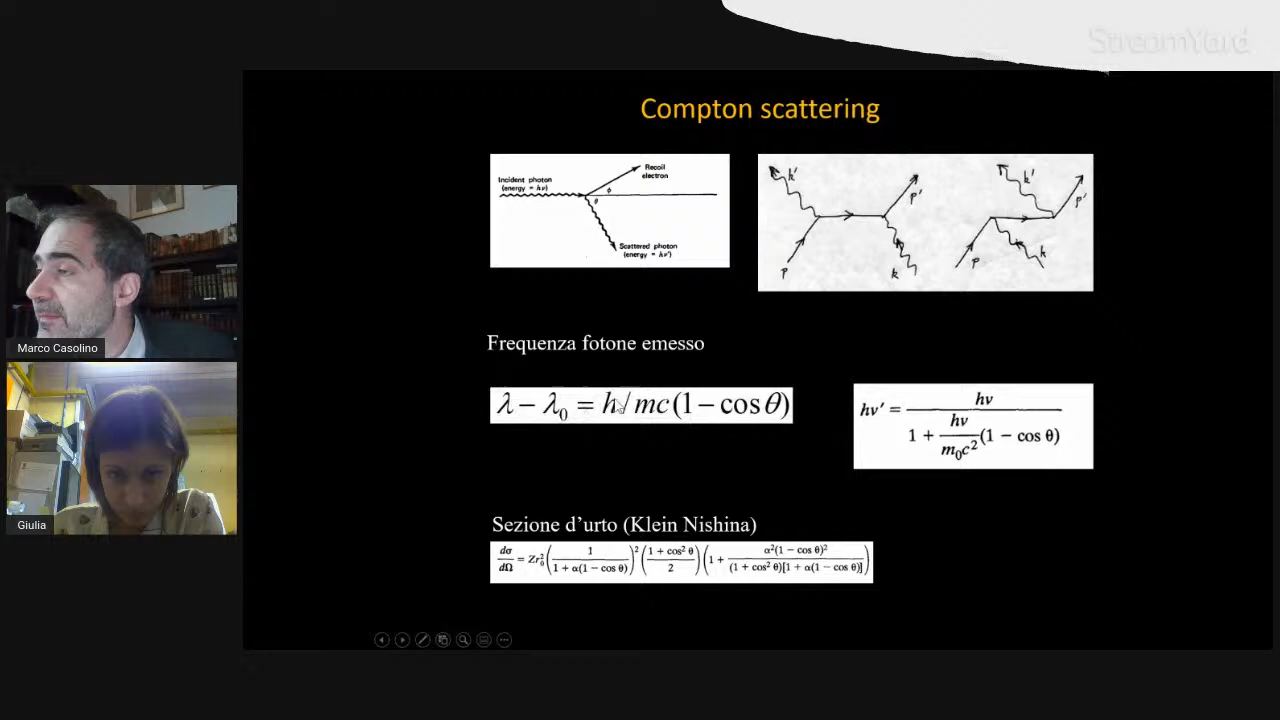 StreamYard
Compton scattering
Incident photon
(energy = hν)
Recoil
electron
ϕ
θ
Scattered photon
(energy = hν′)
k'
p'
p
k
k'
p'
p
k
Frequenza fotone emesso
λ − λ₀ = h/mc(1 − cosθ)
hν′ = hν / (1 + hν/m₀c² (1 − cos θ))
Sezione d’urto (Klein Nishina)
dσ/dΩ = Zr₀² (1 / (1 + α(1 − cos θ)))² ((1 + cos² θ) / 2) (1 + α²(1 − cos θ)² / ((1 + cos² θ)[1 + α(1 − cos θ)]))
Marco Casolino
Giulia